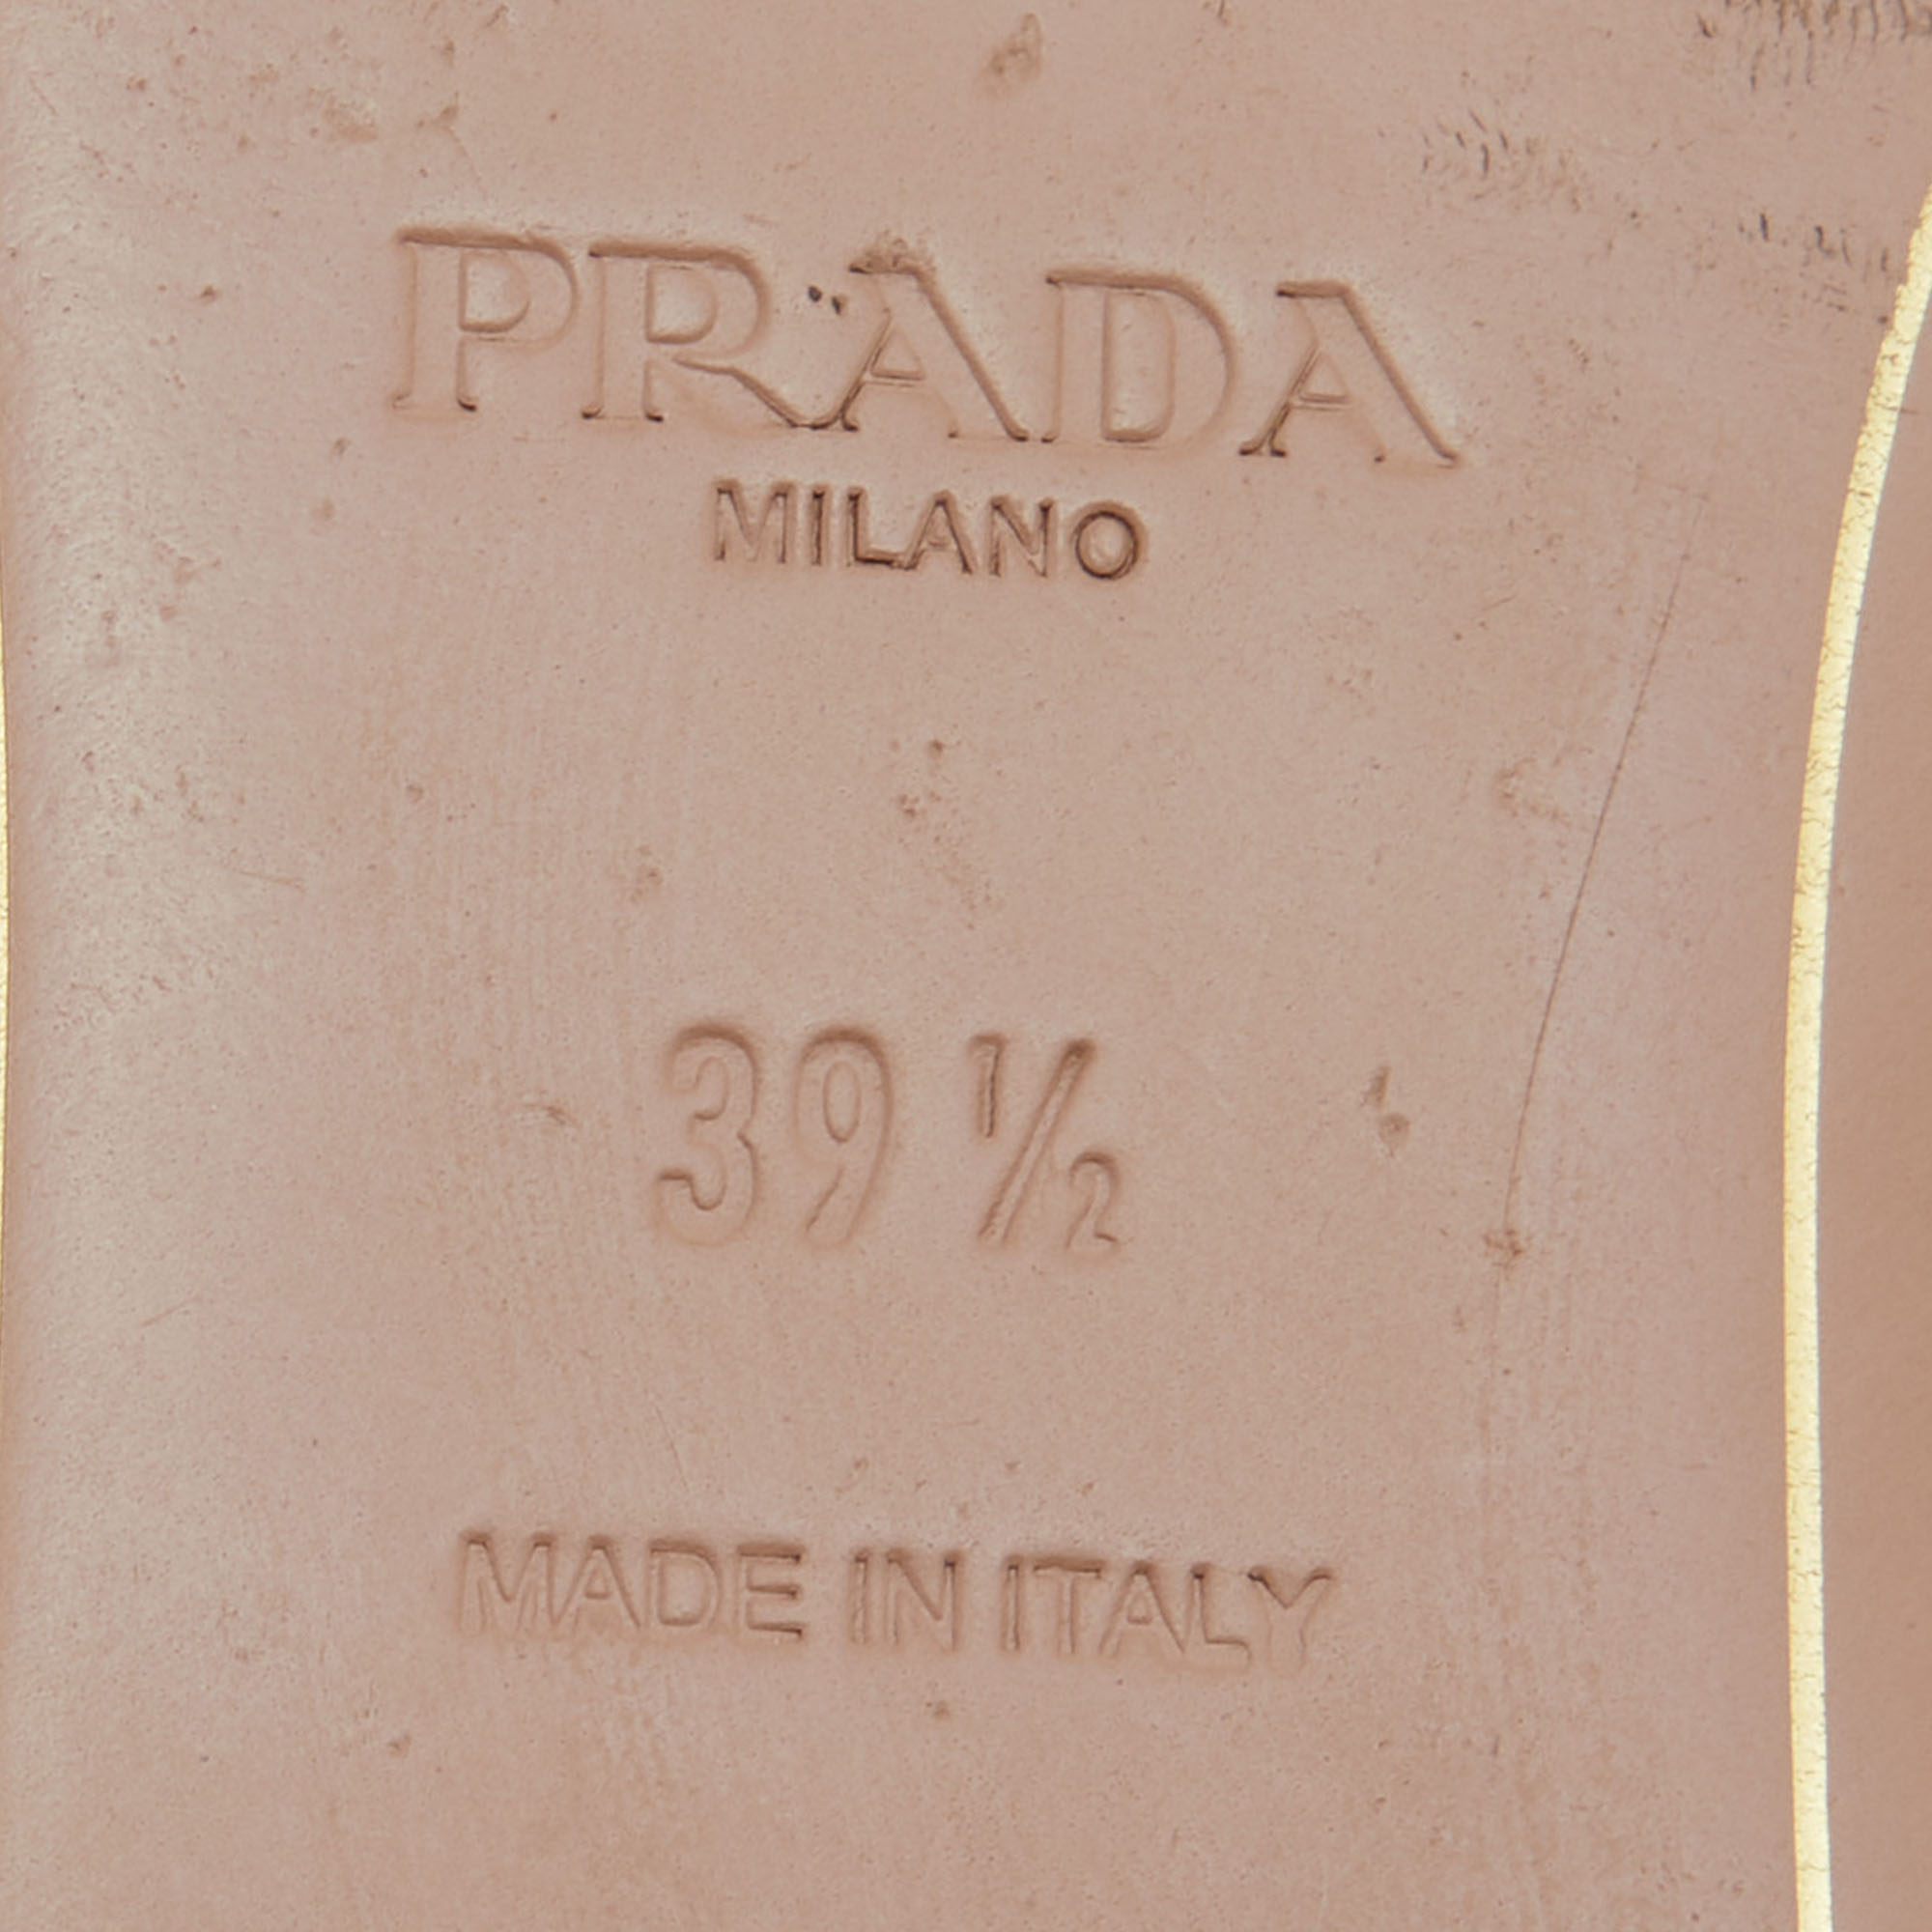 PRADA
MILANO
39 ½
MADE IN ITALY